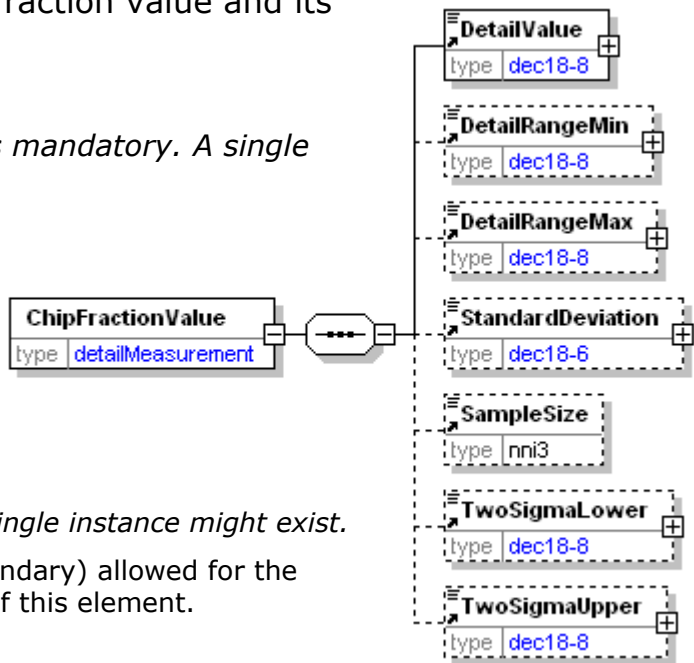 raction value and its
s mandatory. A single
ingle instance might exist.
ndary) allowed for the
f this element.
ChipFractionValue
type detailMeasurement
DetailValue
type dec18-8
DetailRangeMin
type dec18-8
DetailRangeMax
type dec18-8
StandardDeviation
type dec18-6
SampleSize
type nni3
TwoSigmaLower
type dec18-8
TwoSigmaUpper
type dec18-8